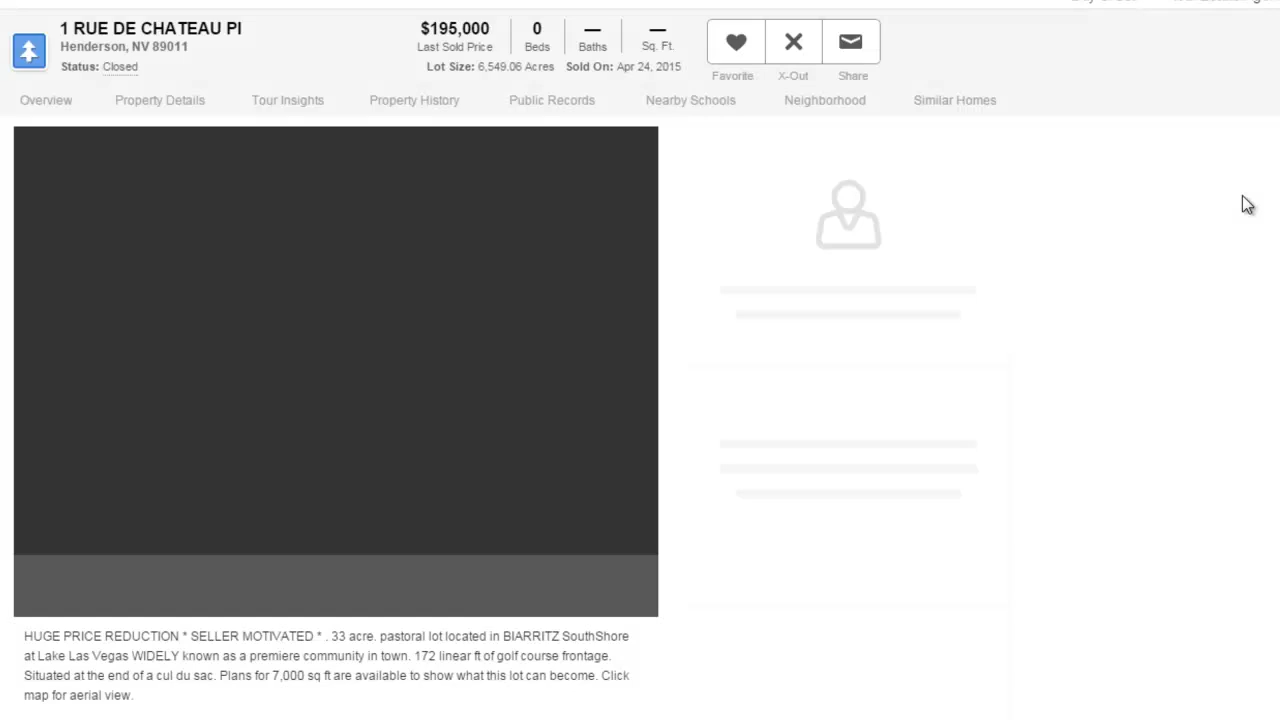 1 RUE DE CHATEAU Pl
Henderson, NV 89011
Status: Closed
$195,000
Last Sold Price
0
Beds
—
Baths
—
Sq. Ft.
Lot Size: 6,549.06 Acres Sold On: Apr 24, 2015
Favorite
X-Out
Share
Overview Property Details Tour Insights Property History Public Records Nearby Schools Neighborhood Similar Homes
HUGE PRICE REDUCTION * SELLER MOTIVATED * . 33 acre. pastoral lot located in BIARRITZ SouthShore
at Lake Las Vegas WIDELY known as a premiere community in town. 172 linear ft of golf course frontage.
Situated at the end of a cul du sac. Plans for 7,000 sq ft are available to show what this lot can become. Click
map for aerial view.